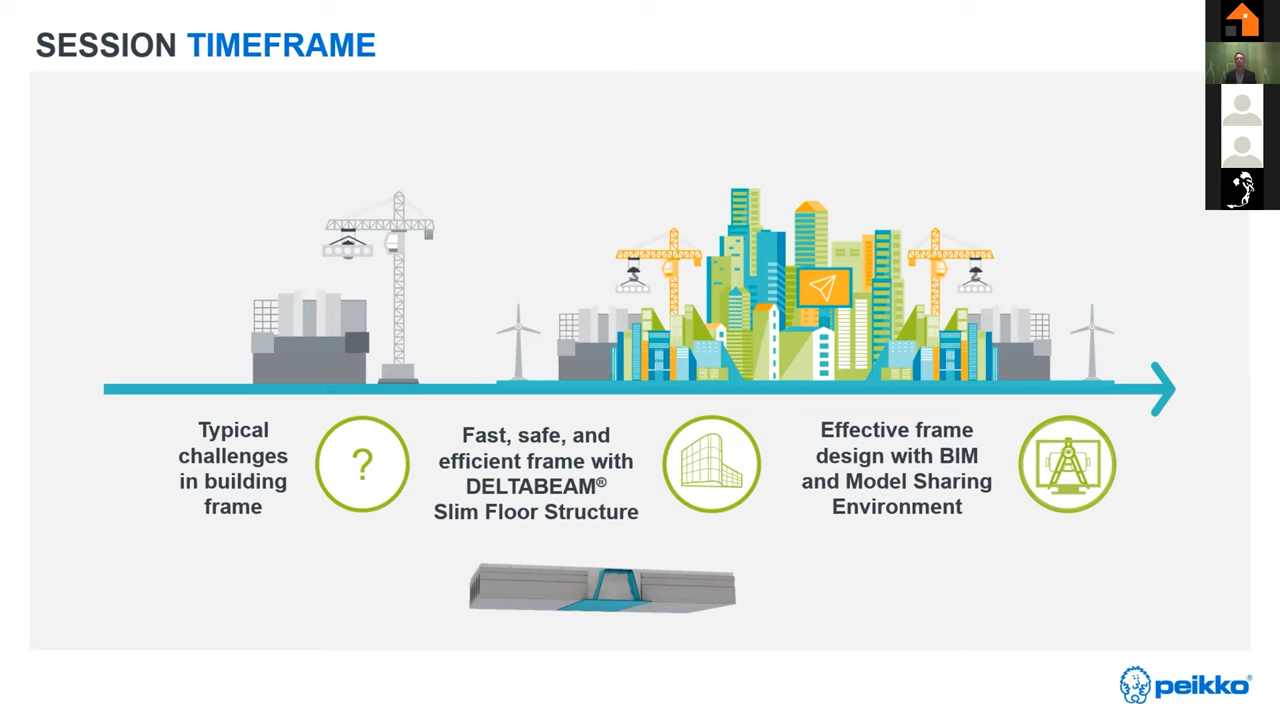 SESSION TIMEFRAME
Typical
challenges
in building
frame
?
Fast, safe, and
efficient frame with
DELTABEAM®
Slim Floor Structure
Effective frame
design with BIM
and Model Sharing
Environment
peikko®